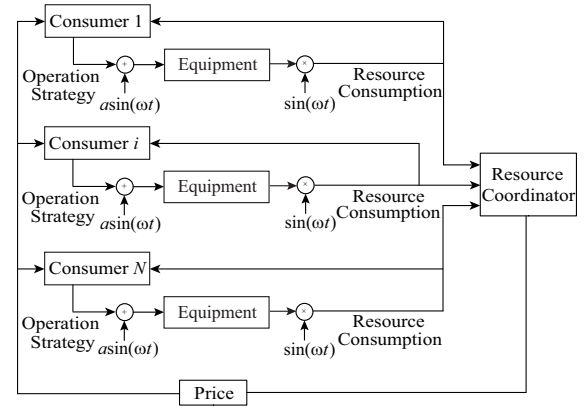 Consumer 1
Operation
Strategy
+
asin(ωt)
Equipment
×
sin(ωt)
Resource
Consumption
Consumer i
Operation
Strategy
+
asin(ωt)
Equipment
×
sin(ωt)
Resource
Consumption
Resource
Coordinator
Consumer N
Operation
Strategy
+
asin(ωt)
Equipment
×
sin(ωt)
Resource
Consumption
Price